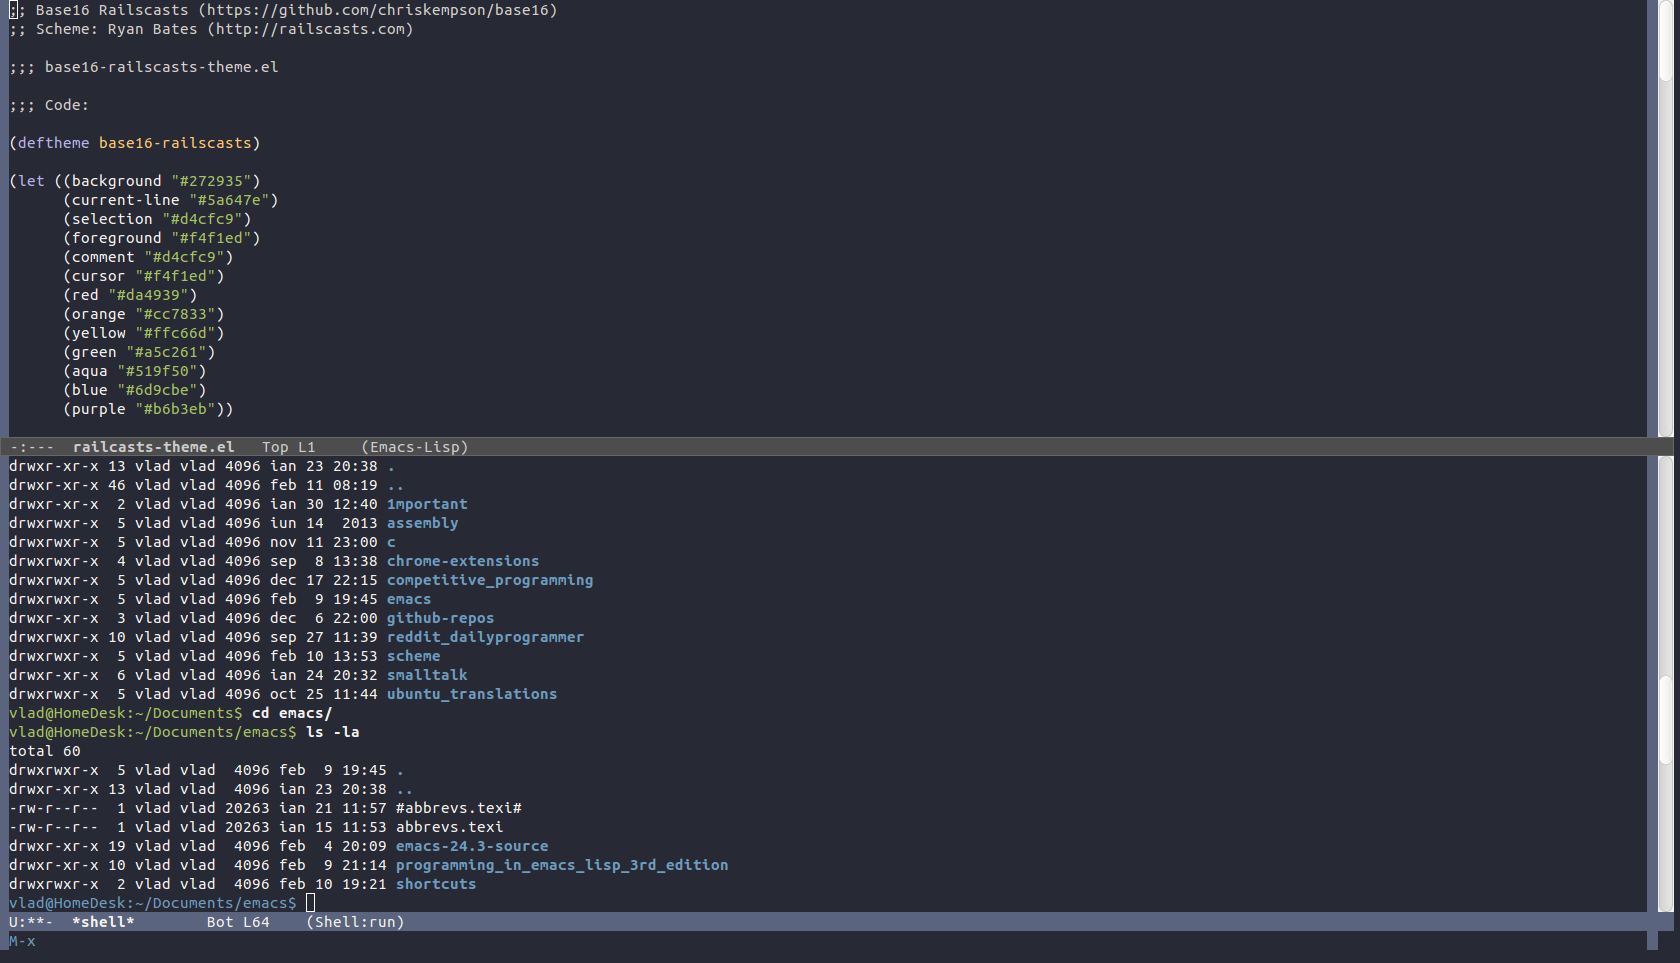 ;; Base16 Railscasts (https://github.com/chriskempson/base16)
;; Scheme: Ryan Bates (http://railscasts.com)

;;; base16-railscasts-theme.el

;;; Code:

(deftheme base16-railscasts)

(let ((background "#272935")
      (current-line "#5a647e")
      (selection "#d4cfc9")
      (foreground "#f4f1ed")
      (comment "#d4cfc9")
      (cursor "#f4f1ed")
      (red "#da4939")
      (orange "#cc7833")
      (yellow "#ffc66d")
      (green "#a5c261")
      (aqua "#519f50")
      (blue "#6d9cbe")
      (purple "#b6b3eb"))

-:---  railcasts-theme.el   Top L1     (Emacs-Lisp)
drwxr-xr-x 13 vlad vlad 4096 ian 23 20:38 .
drwxr-xr-x 46 vlad vlad 4096 feb 11 08:19 ..
drwxr-xr-x  2 vlad vlad 4096 ian 30 12:40 1mportant
drwxrwxr-x  5 vlad vlad 4096 iun 14  2013 assembly
drwxrwxr-x  5 vlad vlad 4096 nov 11 23:00 c
drwxrwxr-x  4 vlad vlad 4096 sep  8 13:38 chrome-extensions
drwxrwxr-x  5 vlad vlad 4096 dec 17 22:15 competitive_programming
drwxrwxr-x  5 vlad vlad 4096 feb  9 19:45 emacs
drwxrwxr-x  3 vlad vlad 4096 dec  6 22:00 github-repos
drwxrwxr-x 10 vlad vlad 4096 sep 27 11:39 reddit_dailyprogrammer
drwxrwxr-x  5 vlad vlad 4096 feb 10 13:53 scheme
drwxrwxr-x  6 vlad vlad 4096 ian 24 20:32 smalltalk
drwxrwxr-x  5 vlad vlad 4096 oct 25 11:44 ubuntu_translations
vlad@HomeDesk:~/Documents$ cd emacs/
vlad@HomeDesk:~/Documents/emacs$ ls -la
total 60
drwxrwxr-x  5 vlad vlad  4096 feb  9 19:45 .
drwxr-xr-x 13 vlad vlad  4096 ian 23 20:38 ..
-rw-r--r--  1 vlad vlad 20263 ian 21 11:57 #abbrevs.texi#
-rw-r--r--  1 vlad vlad 20263 ian 15 11:53 abbrevs.texi
drwxr-xr-x 19 vlad vlad  4096 feb  4 20:09 emacs-24.3-source
drwxr-xr-x 10 vlad vlad  4096 feb  9 21:14 programming_in_emacs_lisp_3rd_edition
drwxrwxr-x  2 vlad vlad  4096 feb 10 19:21 shortcuts
vlad@HomeDesk:~/Documents/emacs$
U:**-  *shell*        Bot L64    (Shell:run)
M-x